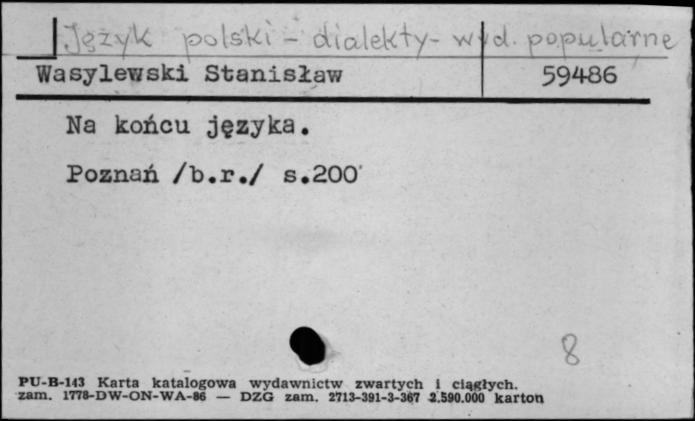 Język polski - dialekty - wyd. popularne
Wasylewski Stanisław 59486
Na końcu języka.
Poznań /b.r./ s.200
8
PU-B-143 Karta katalogowa wydawnictw zwartych i ciągłych.
zam. 1778-DW-ON-WA-86 — DZG zam. 2713-391-3-367 2.590.000 karton